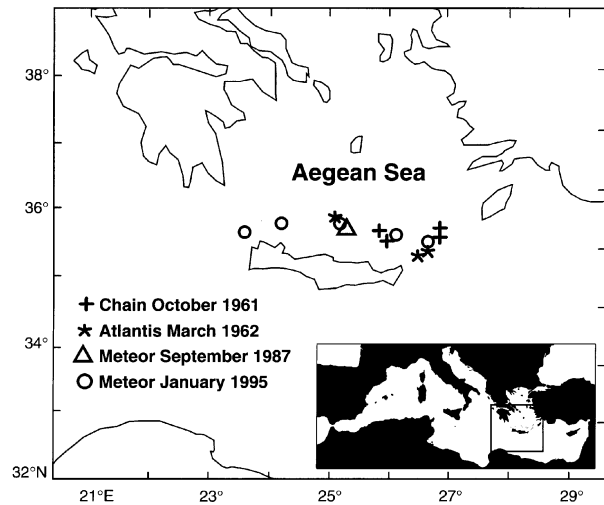 38°
Aegean Sea
36°
Chain October 1961
Atlantis March 1962
34°
Meteor September 1987
Meteor January 1995
32°N
21°E
23°
25°
27°
29°